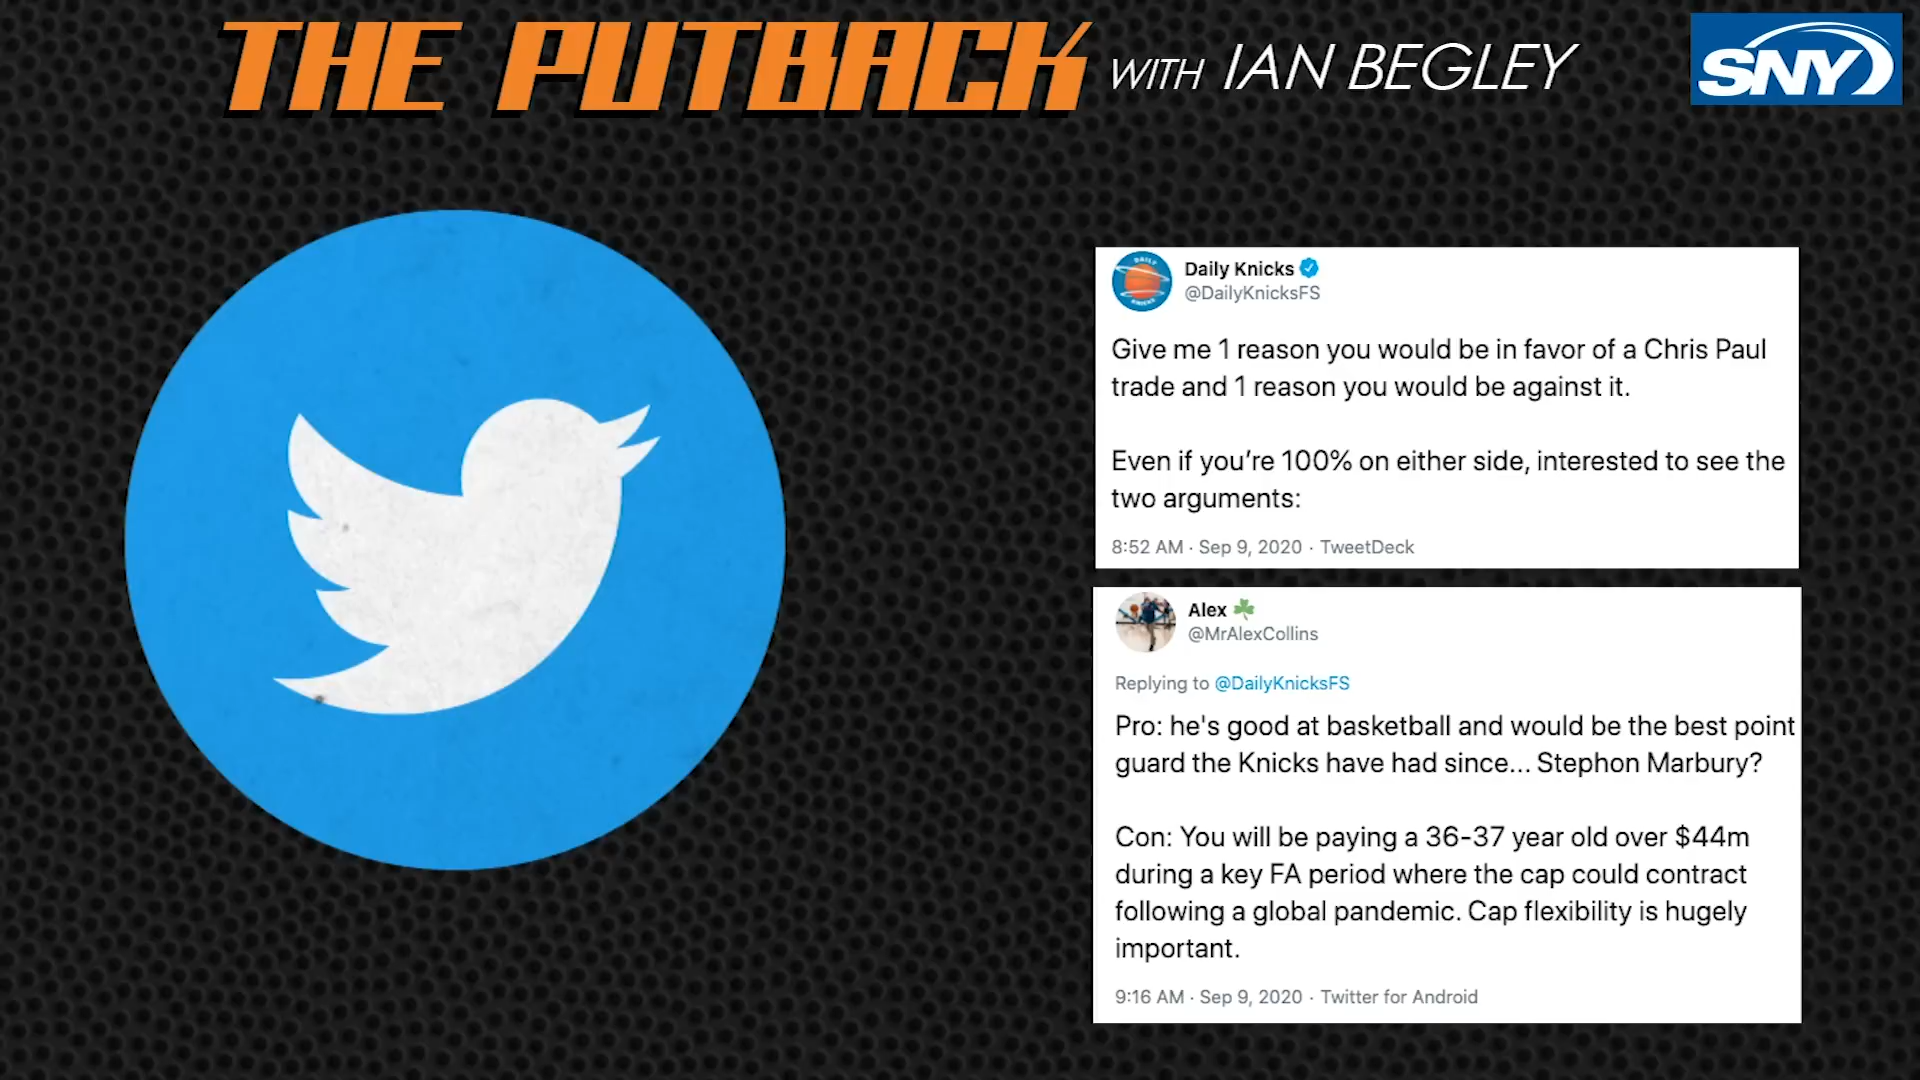 THE PUTBACK WITH IAN BEGLEY
SNY
DAILY
KNICKS
Daily Knicks
@DailyKnicksFS
Give me 1 reason you would be in favor of a Chris Paul
trade and 1 reason you would be against it.
Even if you’re 100% on either side, interested to see the
two arguments:
8:52 AM · Sep 9, 2020 · TweetDeck
Alex ☘️
@MrAlexCollins
Replying to @DailyKnicksFS
Pro: he's good at basketball and would be the best point
guard the Knicks have had since... Stephon Marbury?
Con: You will be paying a 36-37 year old over $44m
during a key FA period where the cap could contract
following a global pandemic. Cap flexibility is hugely
important.
9:16 AM · Sep 9, 2020 · Twitter for Android